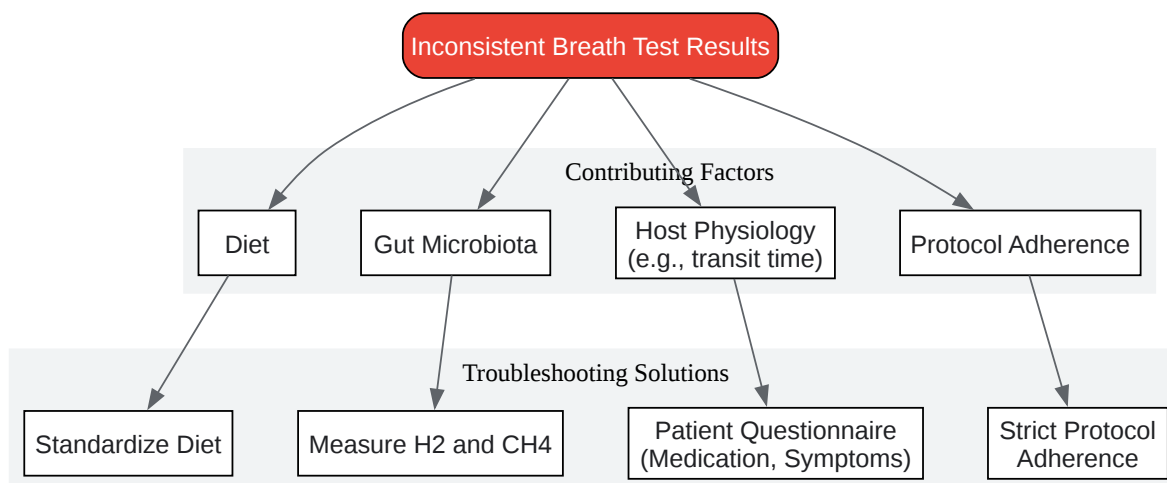 Inconsistent Breath Test Results
Contributing Factors
Diet
Gut Microbiota
Host Physiology
(e.g., transit time)
Protocol Adherence
Troubleshooting Solutions
Standardize Diet
Measure H2 and CH4
Patient Questionnaire
(Medication, Symptoms)
Strict Protocol
Adherence